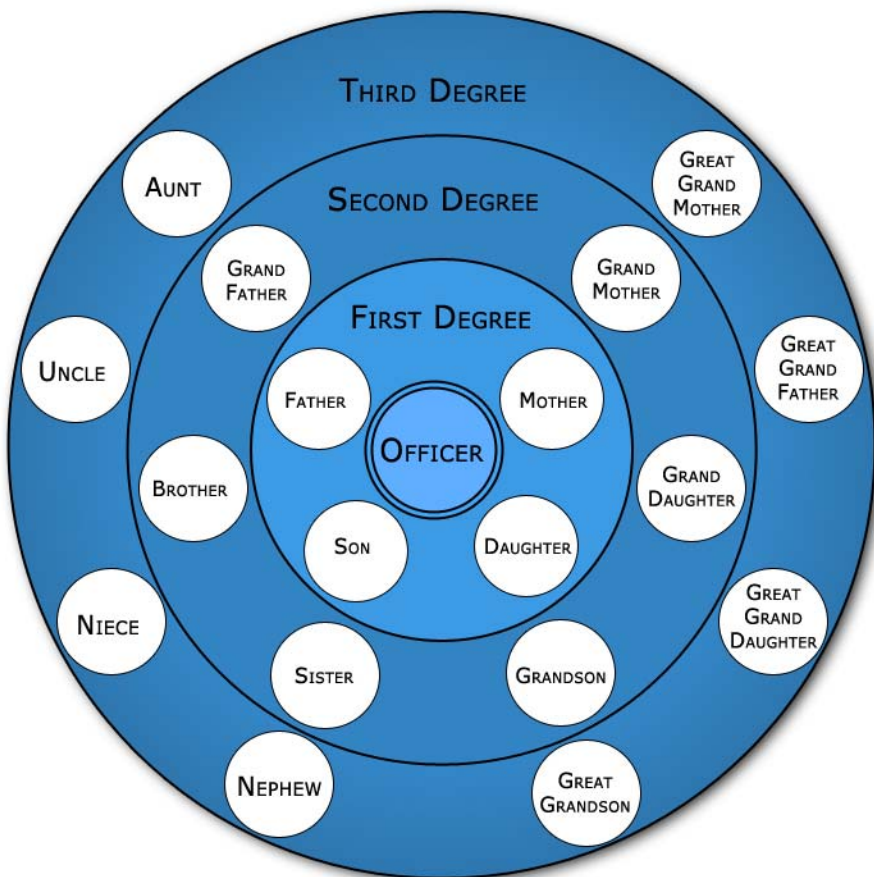 Third Degree
Aunt
Great
Grand
Mother
Second Degree
Grand
Father
Grand
Mother
First Degree
Uncle
Great
Grand
Father
Father
Mother
Officer
Brother
Grand
Daughter
Son
Daughter
Niece
Great
Grand
Daughter
Sister
Grandson
Nephew
Great
Grandson